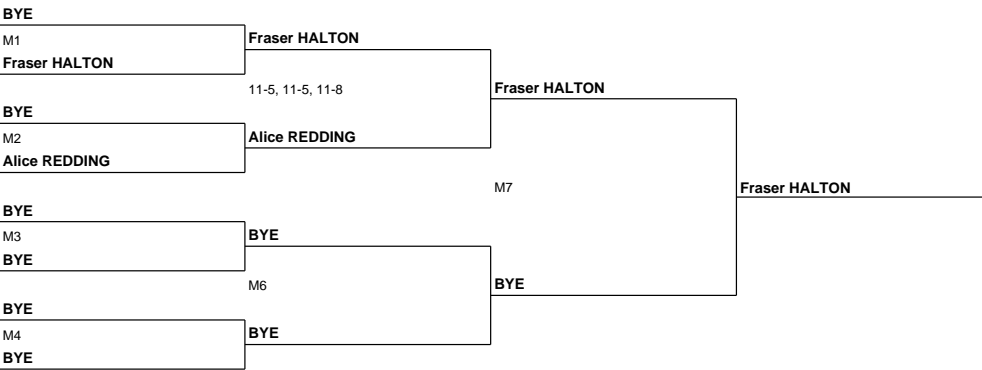 BYE
M1
Fraser HALTON
Fraser HALTON
11-5, 11-5, 11-8
Fraser HALTON
BYE
M2
Alice REDDING
Alice REDDING
M7
Fraser HALTON
BYE
M3
BYE
BYE
M6
BYE
BYE
M4
BYE
BYE